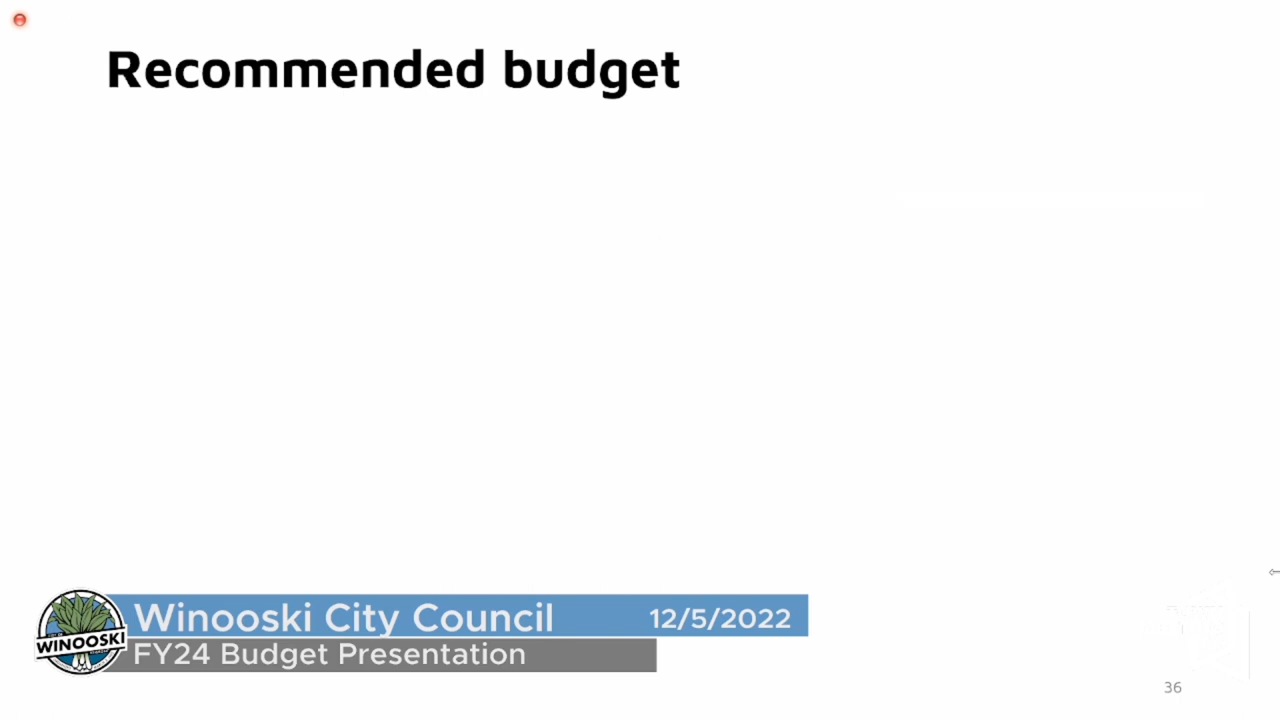 Recommended budget
Winooski City Council 12/5/2022
FY24 Budget Presentation
WINOOSKI
36